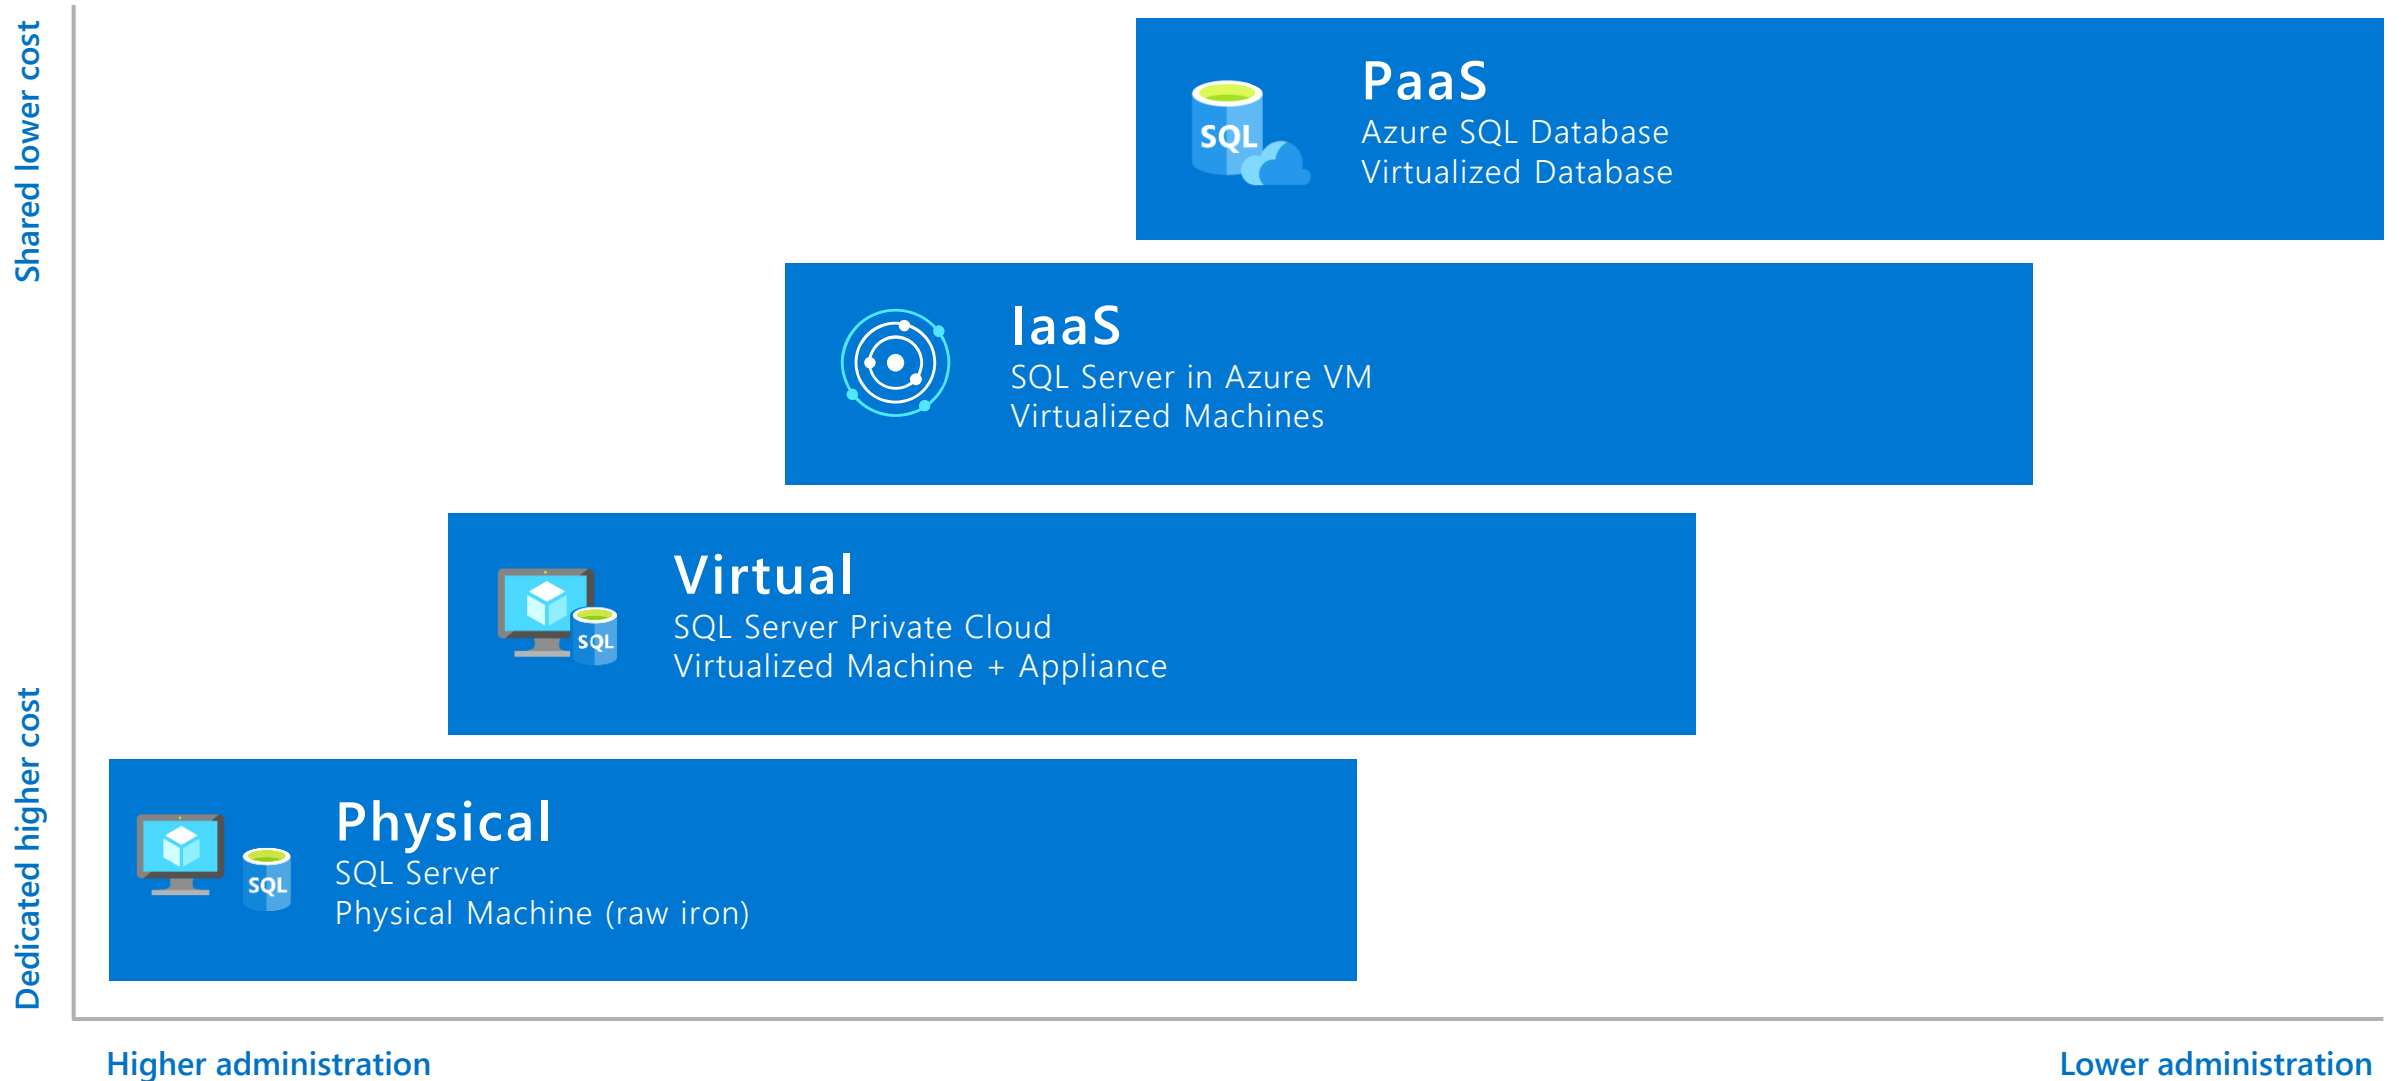 Shared lower cost
PaaS
SQL
Azure SQL Database
Virtualized Database
IaaS
SQL Server in Azure VM
Virtualized Machines
Virtual
SQL Server Private Cloud
SQL
Virtualized Machine + Appliance
Dedicated higher cost
Physical
SQL Server
SQL
Physical Machine (raw iron)
Higher administration
Lower administration